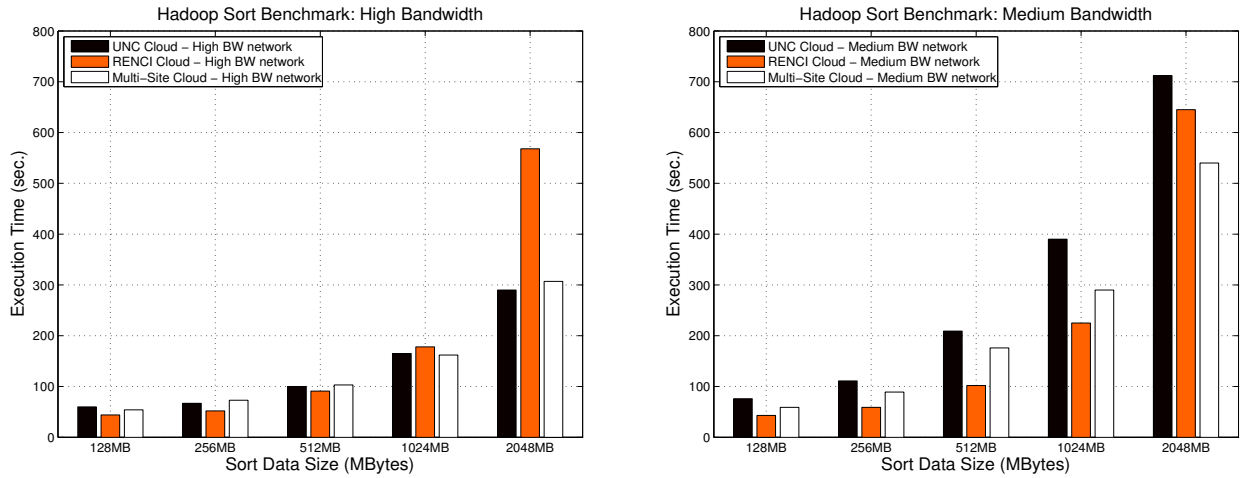 Hadoop Sort Benchmark: High Bandwidth
800
700
600
500
400
300
200
100
0
Execution Time (sec.)
UNC Cloud − High BW network
RENCI Cloud − High BW network
Multi−Site Cloud − High BW network
128MB 256MB 512MB 1024MB 2048MB
Sort Data Size (MBytes)
Hadoop Sort Benchmark: Medium Bandwidth
800
700
600
500
400
300
200
100
0
Execution Time (sec.)
UNC Cloud − Medium BW network
RENCI Cloud − Medium BW network
Multi−Site Cloud − Medium BW network
128MB 256MB 512MB 1024MB 2048MB
Sort Data Size (MBytes)